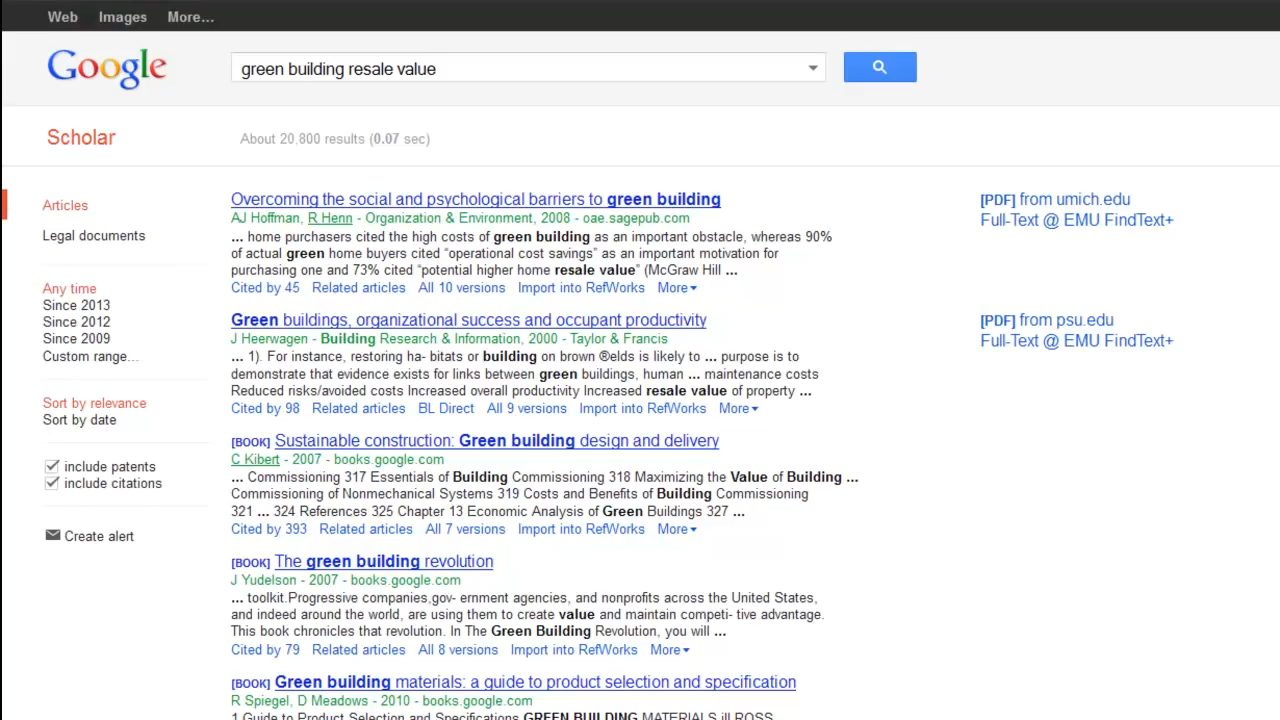 Web Images More...
Google
green building resale value
Scholar
About 20,800 results (0.07 sec)
Articles
Legal documents
Any time
Since 2013
Since 2012
Since 2009
Custom range...
Sort by relevance
Sort by date
include patents
include citations
Create alert
Overcoming the social and psychological barriers to green building
AJ Hoffman, R Henn - Organization & Environment, 2008 - oae.sagepub.com
... home purchasers cited the high costs of green building as an important obstacle, whereas 90%
of actual green home buyers cited “operational cost savings” as an important motivation for
purchasing one and 73% cited “potential higher home resale value” (McGraw Hill ...
Cited by 45 Related articles All 10 versions Import into RefWorks More
[PDF] from umich.edu
Full-Text @ EMU FindText+
Green buildings, organizational success and occupant productivity
J Heerwagen - Building Research & Information, 2000 - Taylor & Francis
... 1). For instance, restoring ha- bitats or building on brown ®elds is likely to ... purpose is to
demonstrate that evidence exists for links between green buildings, human ... maintenance costs
Reduced risks/avoided costs Increased overall productivity Increased resale value of property ...
Cited by 98 Related articles BL Direct All 9 versions Import into RefWorks More
[PDF] from psu.edu
Full-Text @ EMU FindText+
[BOOK] Sustainable construction: Green building design and delivery
C Kibert - 2007 - books.google.com
... Commissioning 317 Essentials of Building Commissioning 318 Maximizing the Value of Building ...
Commissioning of Nonmechanical Systems 319 Costs and Benefits of Building Commissioning
321 ... 324 References 325 Chapter 13 Economic Analysis of Green Buildings 327 ...
Cited by 393 Related articles All 7 versions Import into RefWorks More
[BOOK] The green building revolution
J Yudelson - 2007 - books.google.com
... toolkit.Progressive companies,gov- ernment agencies, and nonprofits across the United States,
and indeed around the world, are using them to create value and maintain competi- tive advantage.
This book chronicles that revolution. In The Green Building Revolution, you will ...
Cited by 79 Related articles All 8 versions Import into RefWorks More
[BOOK] Green building materials: a guide to product selection and specification
R Spiegel, D Meadows - 2010 - books.google.com
1 Guide to Product Selection and Specifications GREEN BUILDING MATERIALS ill ROSS